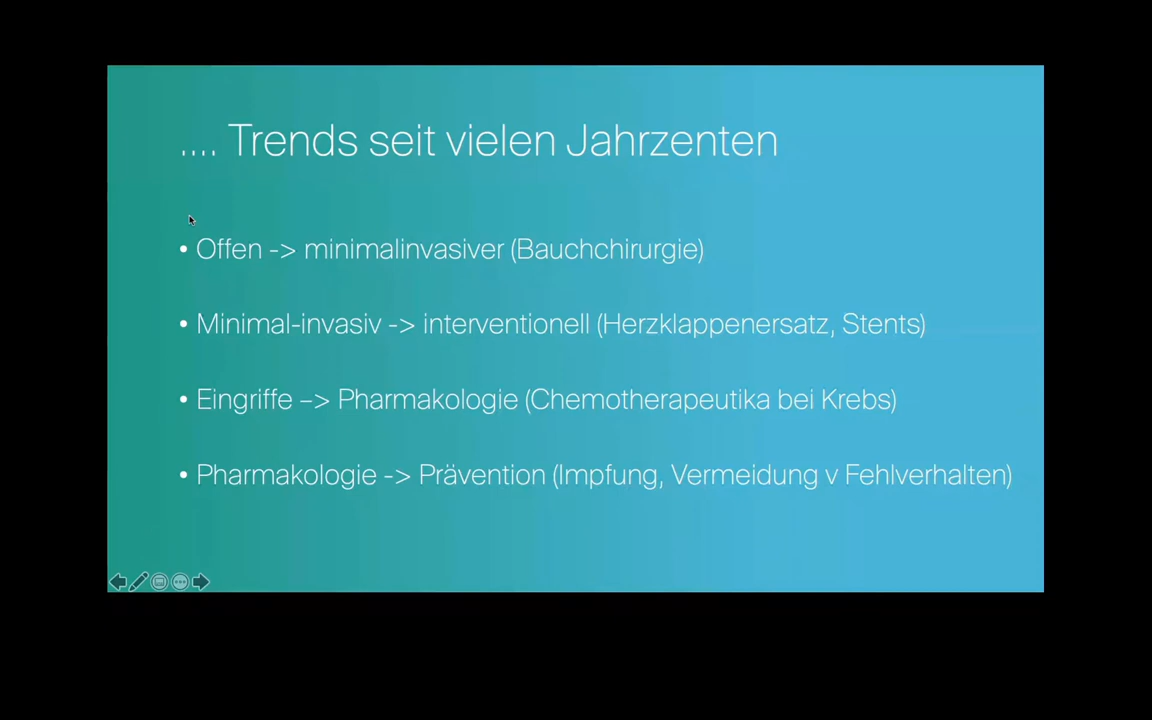 .... Trends seit vielen Jahrzenten
• Offen -> minimalinvasiver (Bauchchirurgie)
• Minimal-invasiv -> interventionell (Herzklappenersatz, Stents)
• Eingriffe –> Pharmakologie (Chemotherapeutika bei Krebs)
• Pharmakologie -> Prävention (Impfung, Vermeidung v Fehlverhalten)